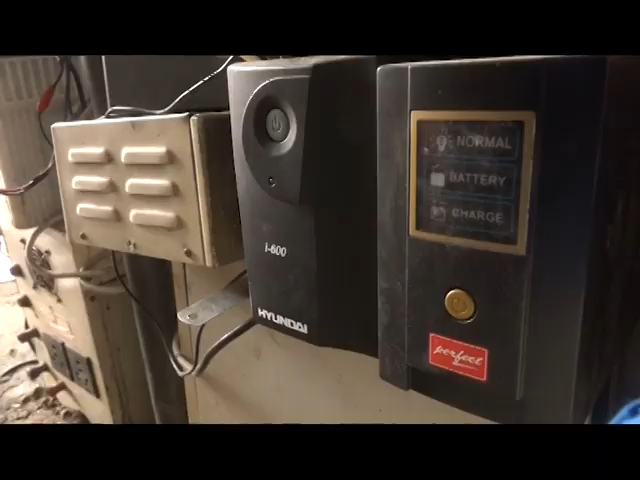 i-600
HYUNDAI
NORMAL
BATTERY
CHARGE
perfect